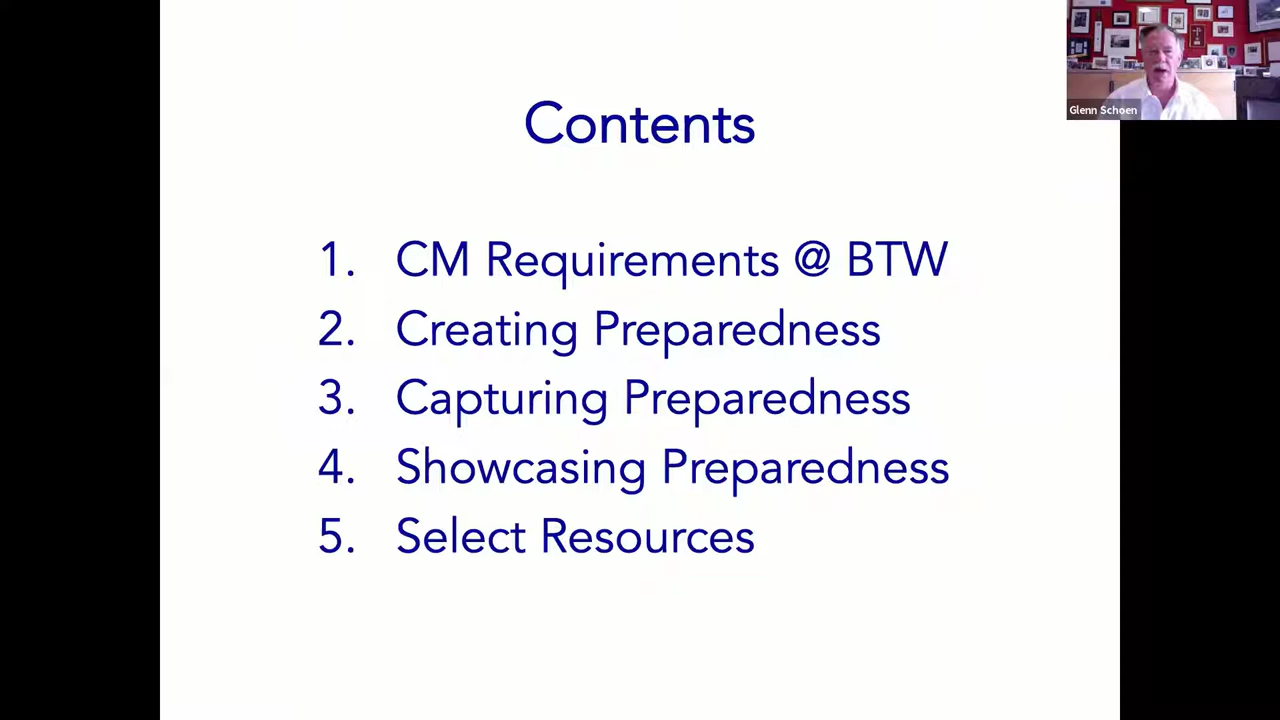 Glenn Schoen
Contents
1. CM Requirements @ BTW
2. Creating Preparedness
3. Capturing Preparedness
4. Showcasing Preparedness
5. Select Resources